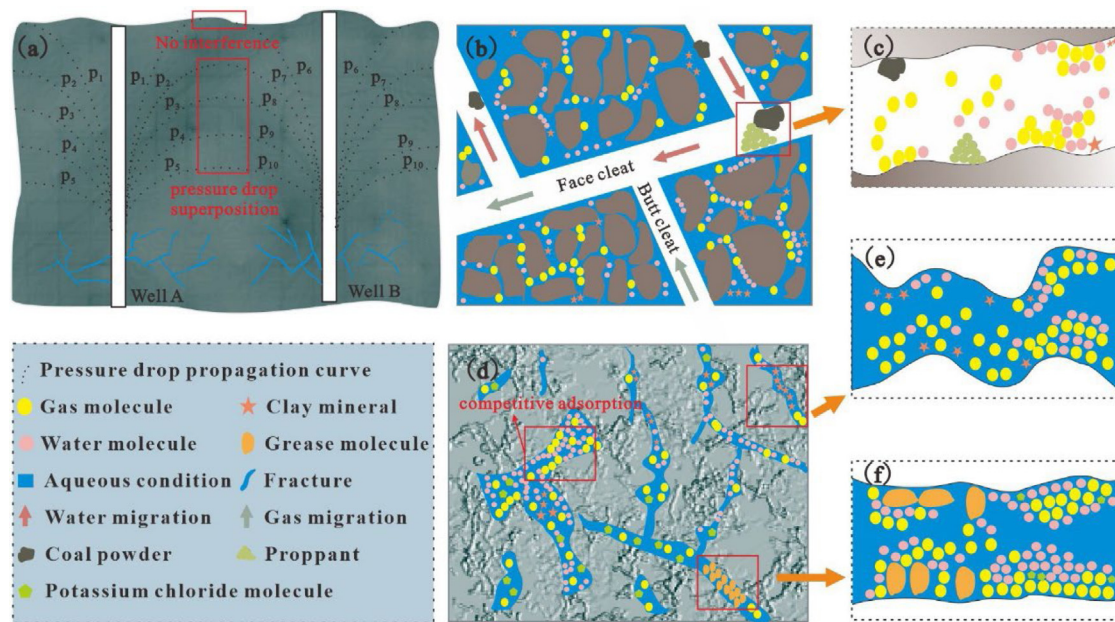 (a)
No interference
p1
p2
p3
p4
p5
p1
p2
p3
p4
p5
p6
p7
p8
p9
p10
p6
p7
p8
p9
p10
pressure drop
superposition
Well A
Well B
(b)
Face cleat
Butt cleat
(c)
(d)
competitive adsorption
(e)
(f)
Pressure drop propagation curve
Gas molecule
Clay mineral
Water molecule
Grease molecule
Aqueous condition
Fracture
Water migration
Gas migration
Coal powder
Proppant
Potassium chloride molecule